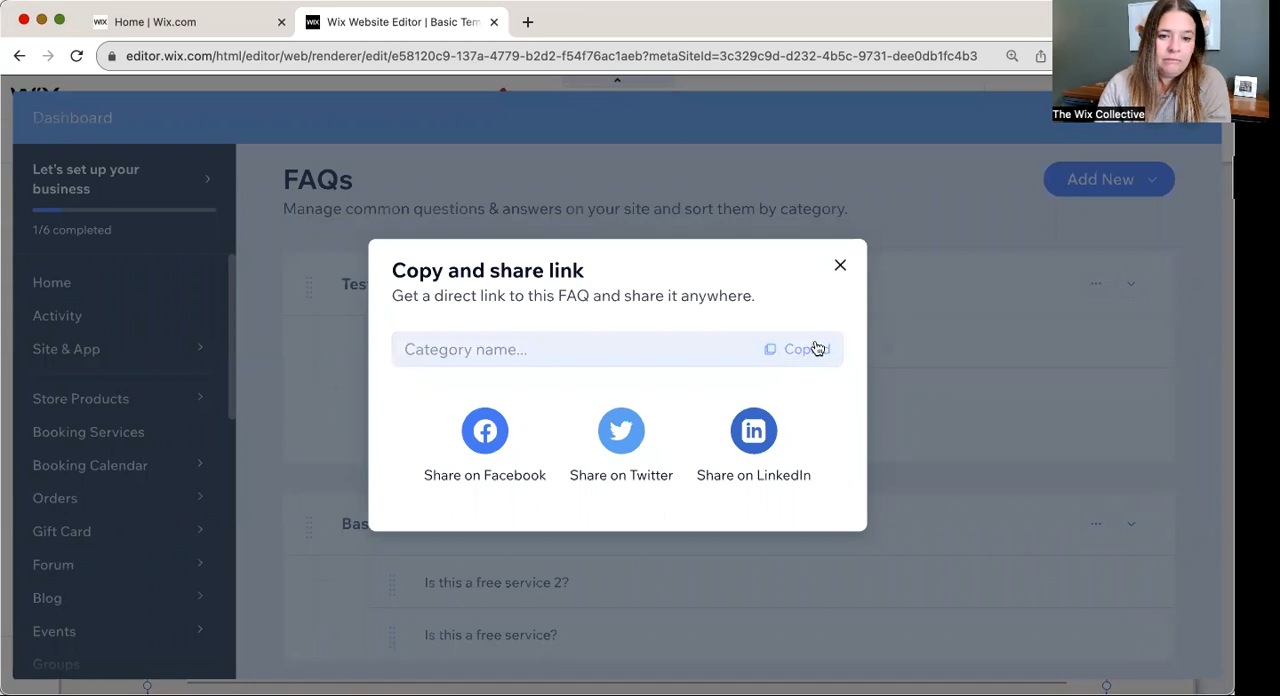 WIX Home | Wix.com
WIX Wix Website Editor | Basic Tem
editor.wix.com/html/editor/web/renderer/edit/e58120c9-137a-4779-b2d2-f54f76ac1aeb?metaSiteId=3c329c9d-d232-4b5c-9731-dee0db1fc4b3
The Wix Collective
Dashboard
Let's set up your
business
1/6 completed
Home
Activity
Site & App
Store Products
Booking Services
Booking Calendar
Orders
Gift Card
Forum
Blog
Events
Groups
FAQs
Add New
Manage common questions & answers on your site and sort them by category.
Tes
Copy and share link
Get a direct link to this FAQ and share it anywhere.
Category name...
Share on Facebook
Share on Twitter
Share on LinkedIn
Bas
Is this a free service 2?
Is this a free service?